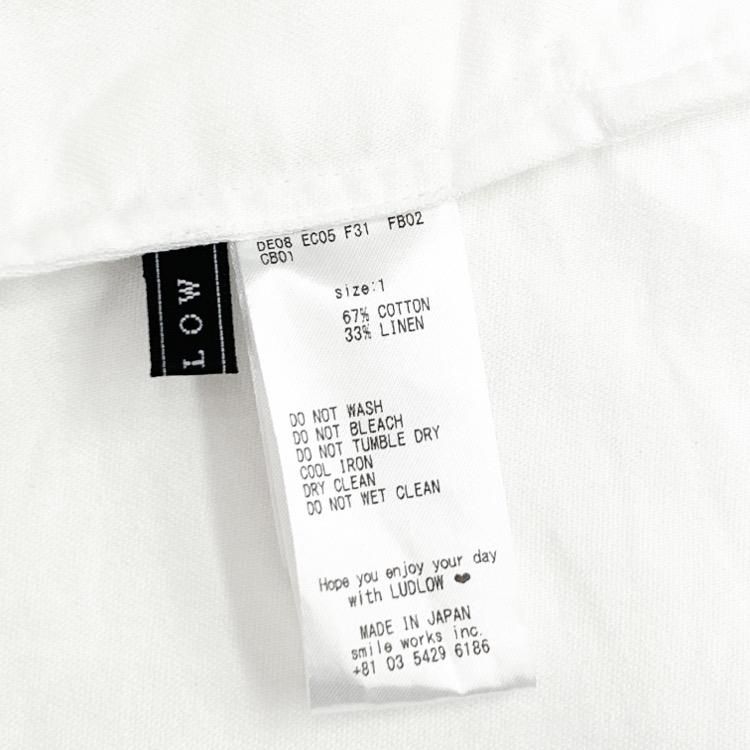 LOW
DE08 EC05 F31 FB02
CB01
size:1
67% COTTON
33% LINEN
DO NOT WASH
DO NOT BLEACH
DO NOT TUMBLE DRY
COOL IRON
DRY CLEAN
DO NOT WET CLEAN
Hope you enjoy your day
with LUDLOW ❤
MADE IN JAPAN
smile works inc.
+81 03 5429 6186